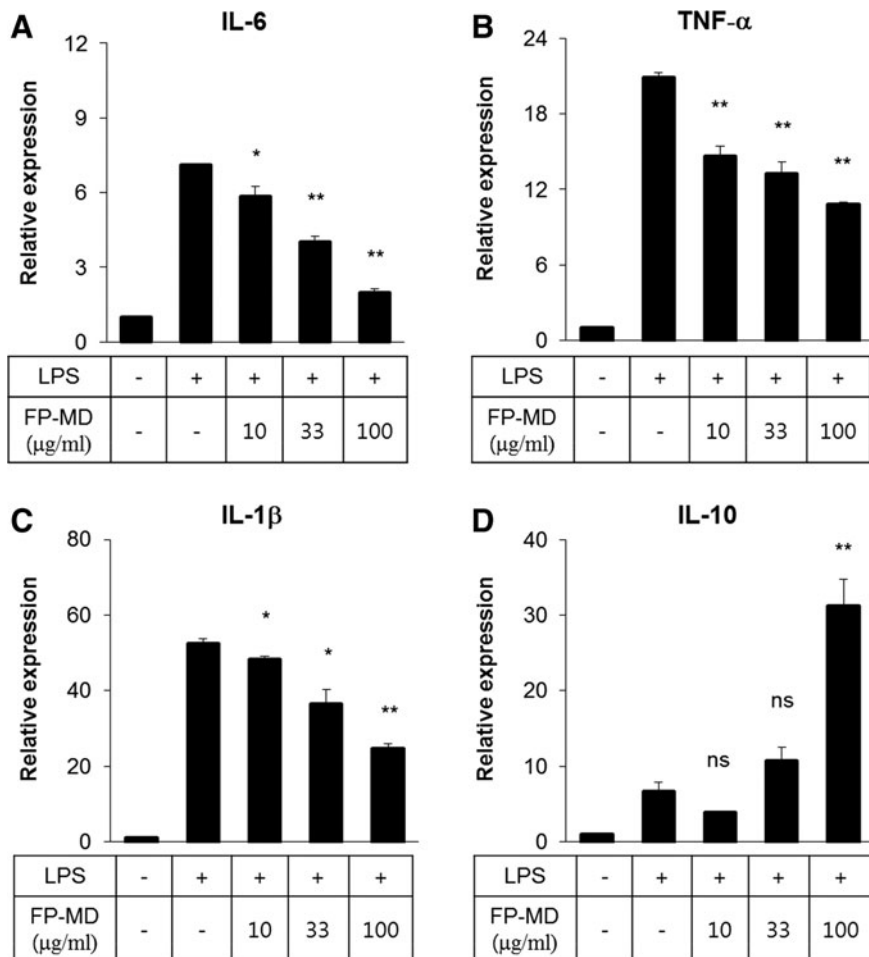 A
IL-6
Relative expression
12
9
6
3
0
*
**
**
LPS - + + + +
FP-MD (μg/ml) - - 10 33 100
B
TNF-α
Relative expression
24
18
12
6
0
**
**
**
LPS - + + + +
FP-MD (μg/ml) - - 10 33 100
C
IL-1β
Relative expression
80
60
40
20
0
*
*
**
LPS - + + + +
FP-MD (μg/ml) - - 10 33 100
D
IL-10
Relative expression
40
30
20
10
0
ns
ns
**
LPS - + + + +
FP-MD (μg/ml) - - 10 33 100